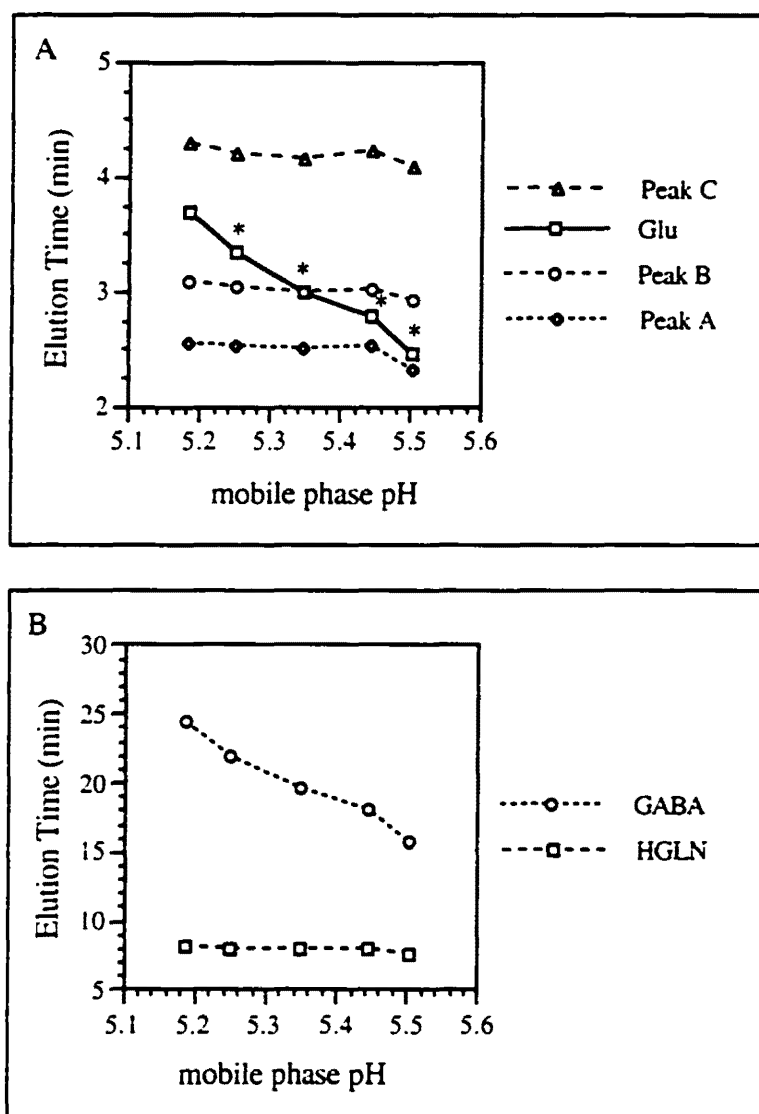 A
5
4
3
2
Elution Time (min)
5.1 5.2 5.3 5.4 5.5 5.6
mobile phase pH
* * * *
Peak C
Glu
Peak B
Peak A
B
30
25
20
15
10
5
Elution Time (min)
5.1 5.2 5.3 5.4 5.5 5.6
mobile phase pH
GABA
HGLN